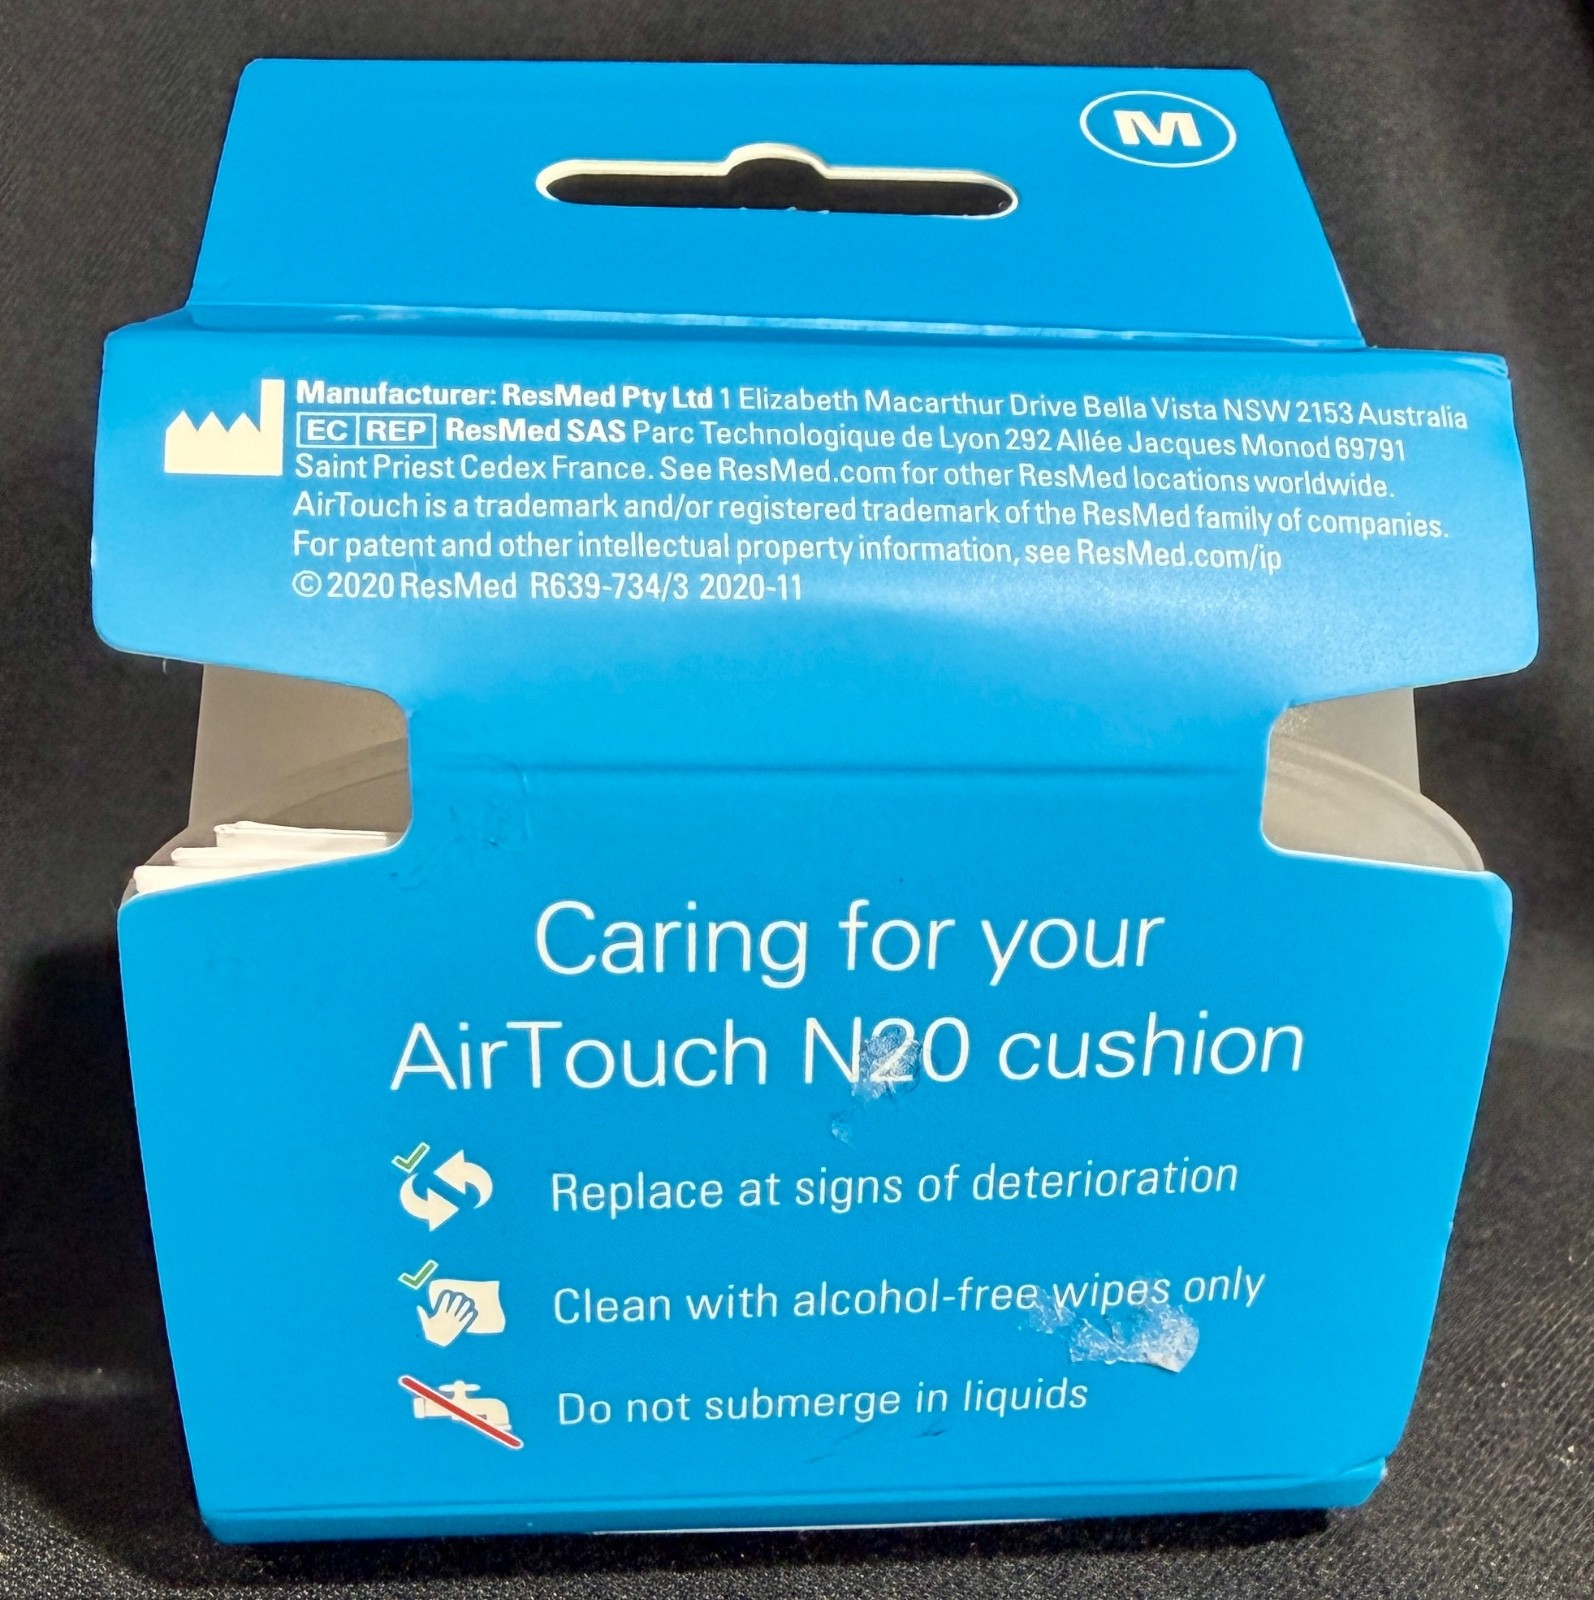 M
Manufacturer: ResMed Pty Ltd 1 Elizabeth Macarthur Drive Bella Vista NSW 2153 Australia
EC REP ResMed SAS Parc Technologique de Lyon 292 Allée Jacques Monod 69791
Saint Priest Cedex France. See ResMed.com for other ResMed locations worldwide.
AirTouch is a trademark and/or registered trademark of the ResMed family of companies.
For patent and other intellectual property information, see ResMed.com/ip
© 2020 ResMed R639-734/3 2020-11
Caring for your
AirTouch N20 cushion
Replace at signs of deterioration
Clean with alcohol-free wipes only
Do not submerge in liquids